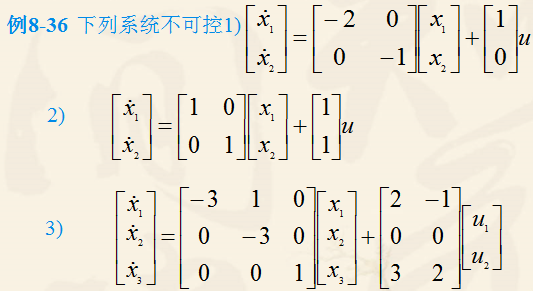 例8-36 下列系统不可控1) [ẋ₁; ẋ₂] = [−2 0; 0 −1][x₁; x₂] + [1; 0]u
2) [ẋ₁; ẋ₂] = [1 0; 0 1][x₁; x₂] + [1; 1]u
3) [ẋ₁; ẋ₂; ẋ₃] = [−3 1 0; 0 −3 0; 0 0 1][x₁; x₂; x₃] + [2 −1; 0 0; 3 2][u₁; u₂]